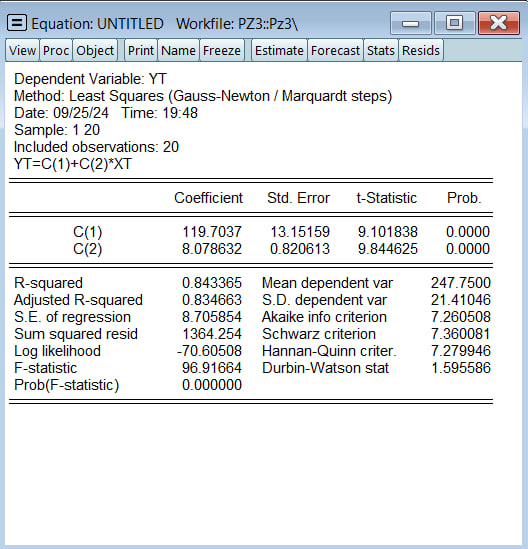 Equation: UNTITLED   Workfile: PZ3::Pz3\
View Proc Object Print Name Freeze Estimate Forecast Stats Resids
Dependent Variable: YT
Method: Least Squares (Gauss-Newton / Marquardt steps)
Date: 09/25/24   Time: 19:48
Sample: 1 20
Included observations: 20
YT=C(1)+C(2)*XT
Coefficient Std. Error t-Statistic Prob.
C(1) 119.7037 13.15159 9.101838 0.0000
C(2) 8.078632 0.820613 9.844625 0.0000
R-squared 0.843365 Mean dependent var 247.7500
Adjusted R-squared 0.834663 S.D. dependent var 21.41046
S.E. of regression 8.705854 Akaike info criterion 7.260508
Sum squared resid 1364.254 Schwarz criterion 7.360081
Log likelihood -70.60508 Hannan-Quinn criter. 7.279946
F-statistic 96.91664 Durbin-Watson stat 1.595586
Prob(F-statistic) 0.000000